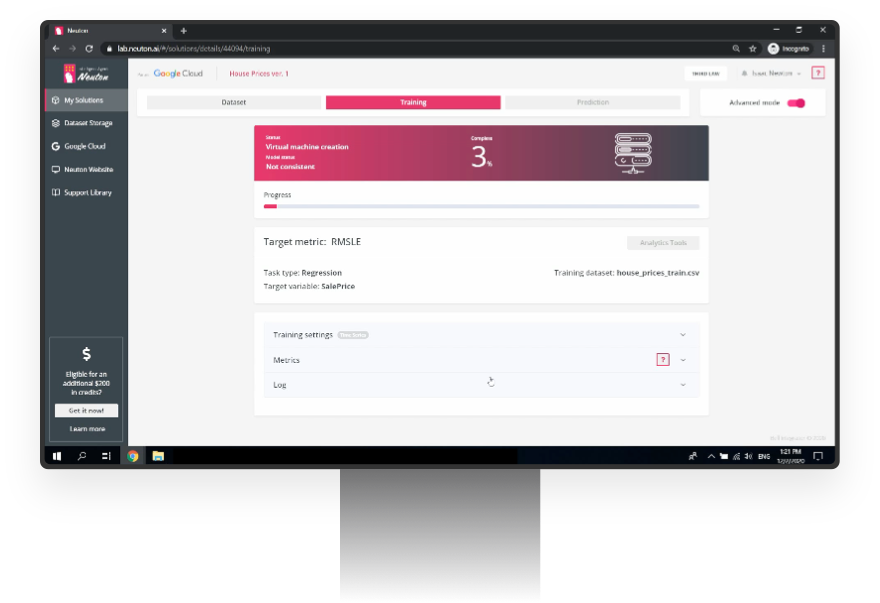 Neuton
lab.neuton.ai/#/solutions/details/44094/training
Incognito
Neuton
Google Cloud
House Prices ver. 1
My Solutions
Dataset
Training
Prediction
Advanced mode
Dataset Storage
Google Cloud
Neuton Website
Support Library
Status
Virtual machine creation
Model status
Not consistent
Complete
3%
Progress
Target metric: RMSLE
Analytics Tools
Task type: Regression
Training dataset: house_prices_train.csv
Target variable: SalePrice
Training settings
Metrics
?
Log
$
Eligible for an
additional $200
in credits?
Get it now!
Learn more
ENG
1:21 PM